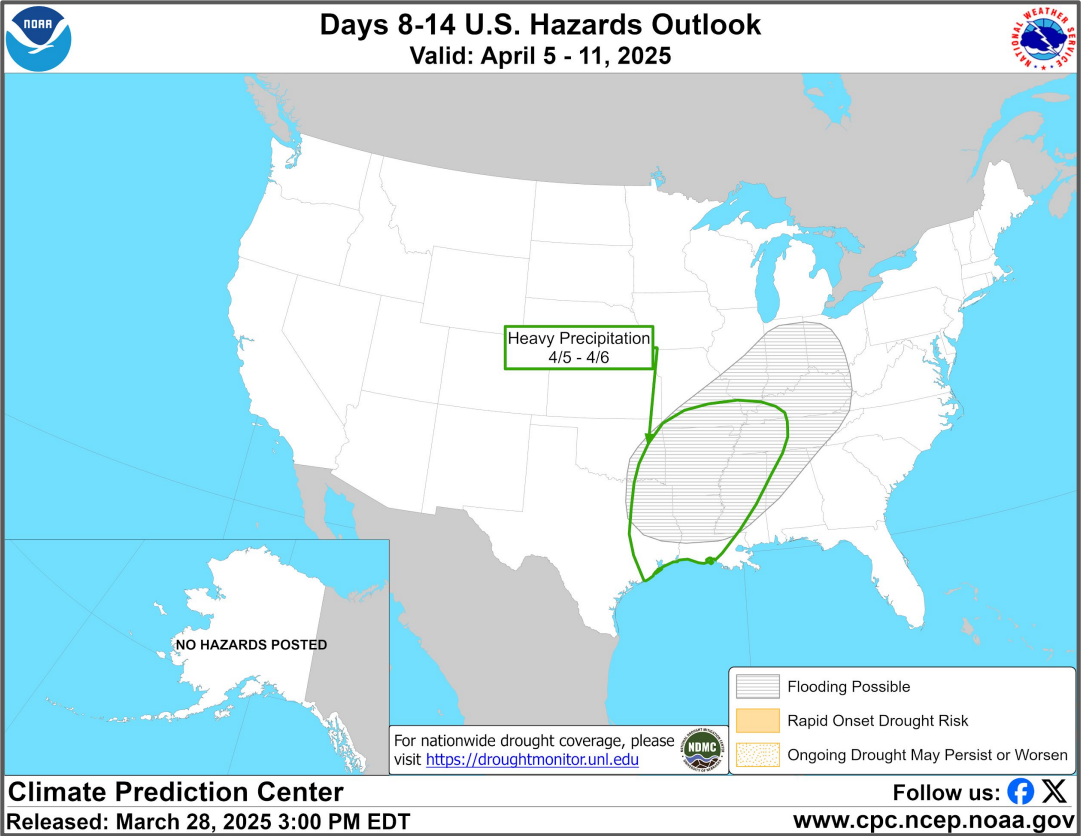 NOAA
Days 8-14 U.S. Hazards Outlook
Valid: April 5 - 11, 2025
NATIONAL WEATHER SERVICE
Heavy Precipitation
4/5 - 4/6
NO HAZARDS POSTED
For nationwide drought coverage, please
visit https://droughtmonitor.unl.edu
NDMC
Flooding Possible
Rapid Onset Drought Risk
Ongoing Drought May Persist or Worsen
Climate Prediction Center
Follow us:
Released: March 28, 2025 3:00 PM EDT
www.cpc.ncep.noaa.gov